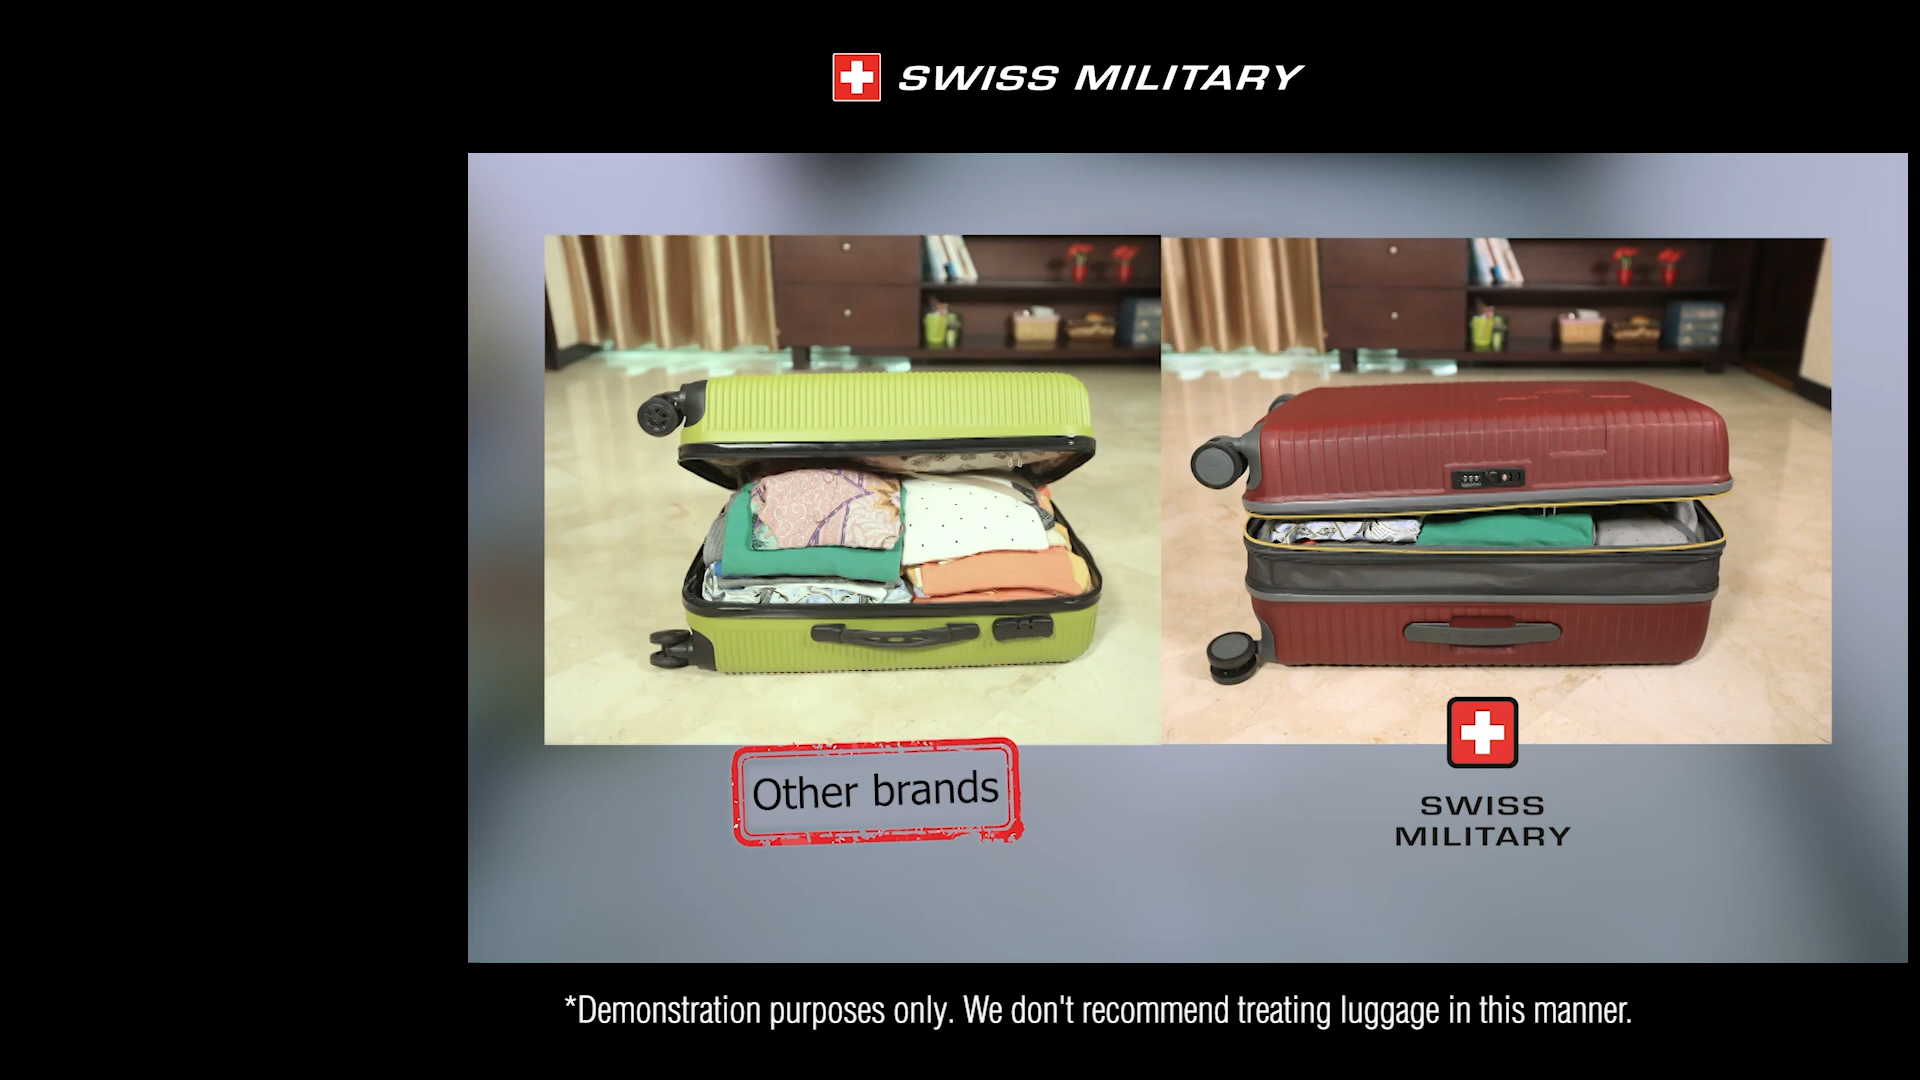 SWISS MILITARY
Other brands
SWISS
MILITARY
*Demonstration purposes only. We don't recommend treating luggage in this manner.